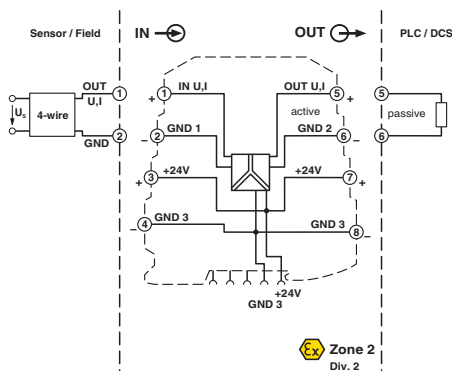 Sensor / Field IN OUT PLC / DCS
OUT 1 + 1 IN U,I OUT U,I 5 + 5
Us 4-wire U,I active passive
GND 2 – 2 GND 1 GND 2 6 – 6
+ 3 +24V +24V 7 +
– 4 GND 3 GND 3 8 –
+24V
GND 3
Ex Zone 2
Div. 2